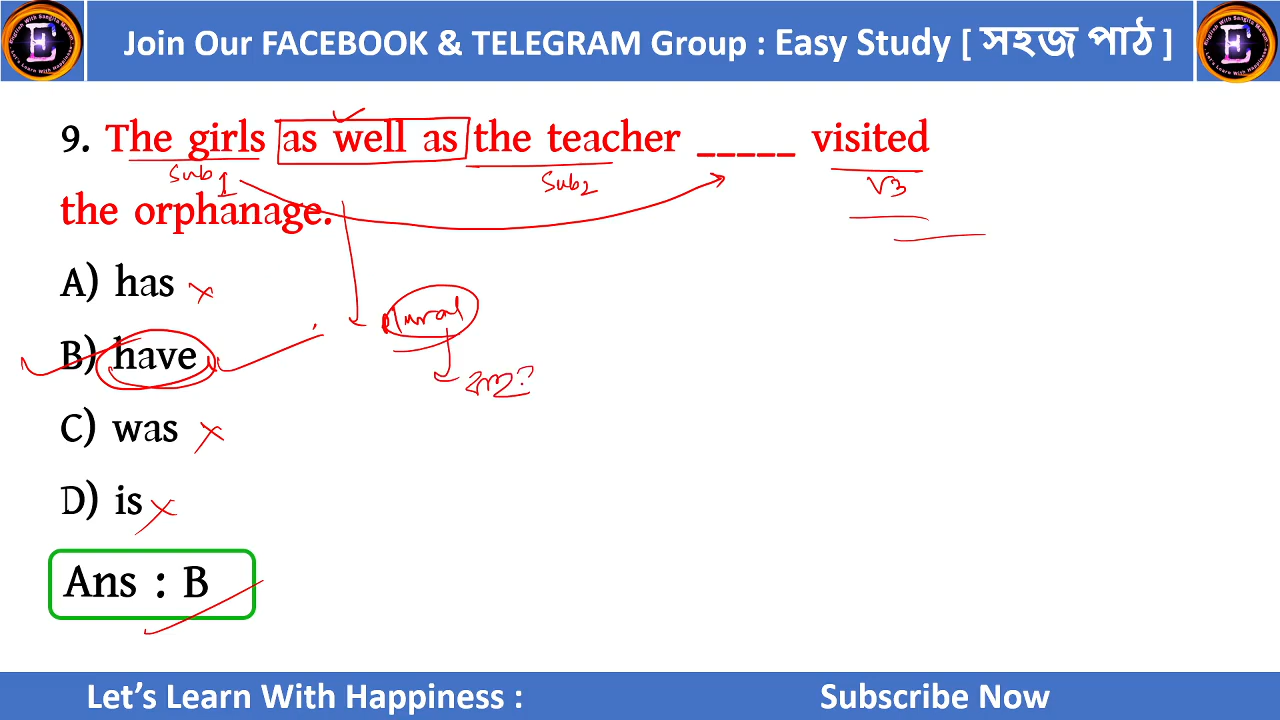 Join Our FACEBOOK & TELEGRAM Group : Easy Study [ সহজ পাঠ ]
9. The girls as well as the teacher _____ visited
Sub1 Sub2 V3
the orphanage.
A) has
Plural
B) have
C) was
D) is
Ans : B
Let’s Learn With Happiness : Subscribe Now